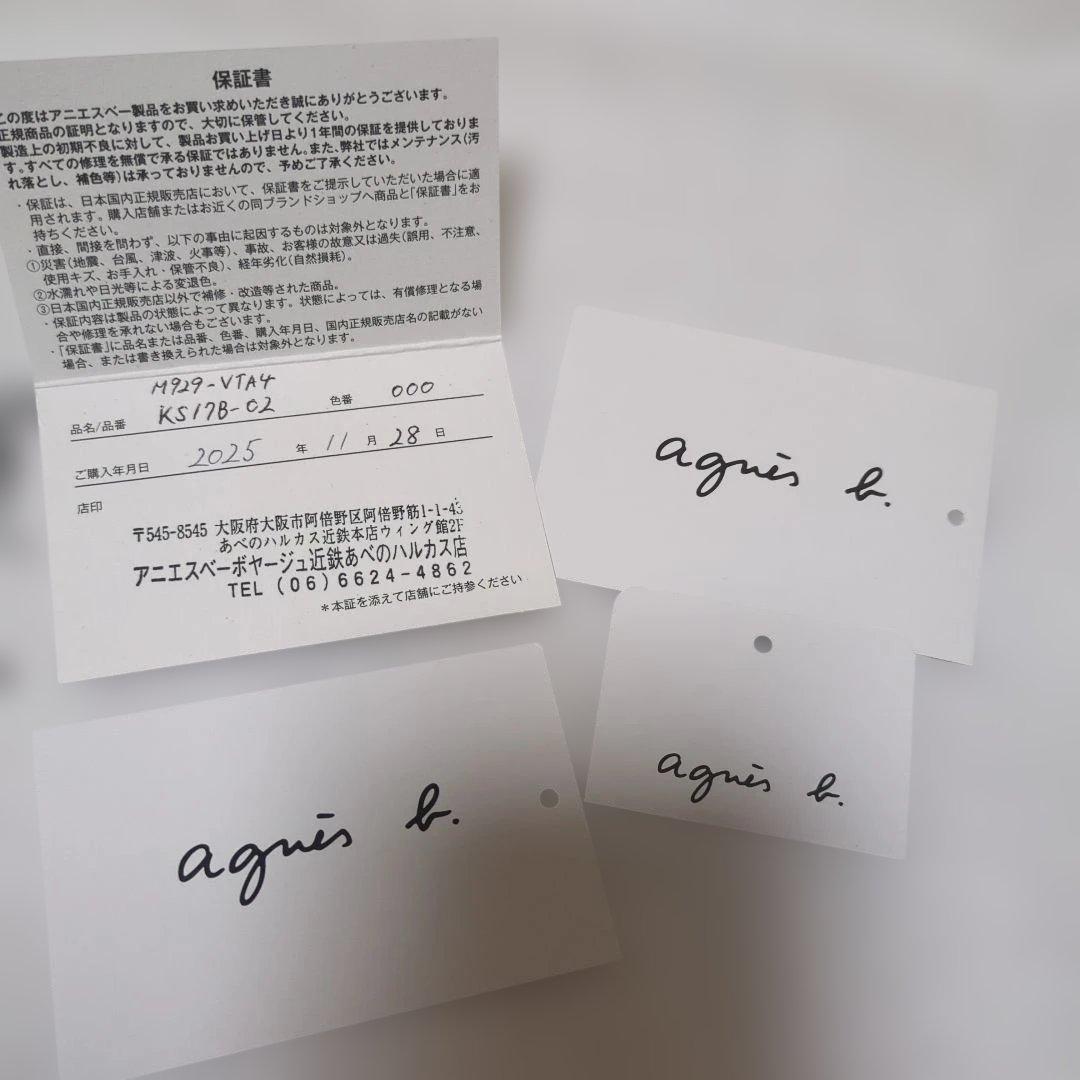 保証書
この度はアニエスベー製品をお買い求めいただき誠にありがとうございます。
正規商品の証明となりますので、大切に保管してください。
製造上の初期不良に対して、製品お買い上げ日より1年間の保証を提供しておりま
す。すべての修理を無償で承る保証ではありません。また、弊社ではメンテナンス(汚
れ落とし、補色等)は承っておりませんので、予めご了承ください。
・保証は、日本国内正規販売店において、保証書をご提示していただいた場合に適
用されます。購入店舗またはお近くの同ブランドショップへ商品と「保証書」をお
持ちください。
・直接、間接を問わず、以下の事由に起因するものは対象外となります。
①災害(地震、台風、津波、火事等)、事故、お客様の故意又は過失(誤用、不注意、
使用キズ、お手入れ・保管不良)、経年劣化(自然損耗)。
②水濡れや日光等による変退色。
③日本国内正規販売店以外で補修・改造等された商品。
・保証内容は製品の状態によって異なります。状態によっては、有償修理となる場
合や修理を承れない場合もございます。
・「保証書」に品名または品番、色番、購入年月日、国内正規販売店名の記載がない
場合、または書き換えられた場合は対象外となります。
M929-VTA4
品名/品番 KS17B-02 色番 000
ご購入年月日 2025 年 11 月 28 日
店印
〒545-8545 大阪府大阪市阿倍野区阿倍野筋1-1-43
あべのハルカス近鉄本店ウィング館2F
アニエスベーボヤージュ近鉄あべのハルカス店
TEL (06)6624-4862
*本証を添えて店舗にご持参ください
agnès b.
agnès b.
agnès b.